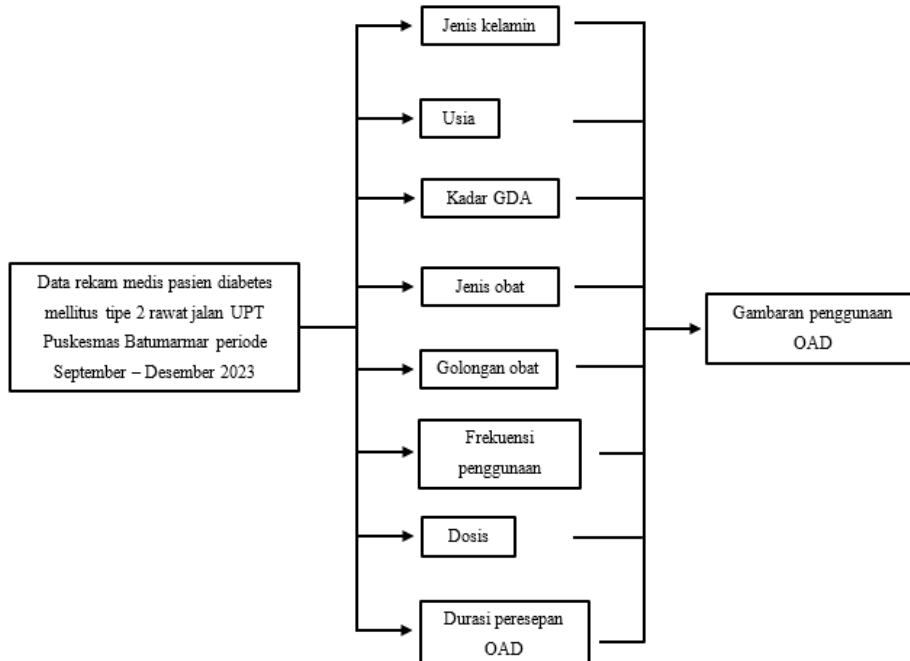 Data rekam medis pasien diabetes
mellitus tipe 2 rawat jalan UPT
Puskesmas Batumarmar periode
September – Desember 2023
Jenis kelamin
Usia
Kadar GDA
Jenis obat
Golongan obat
Frekuensi
penggunaan
Dosis
Durasi peresepan
OAD
Gambaran penggunaan
OAD